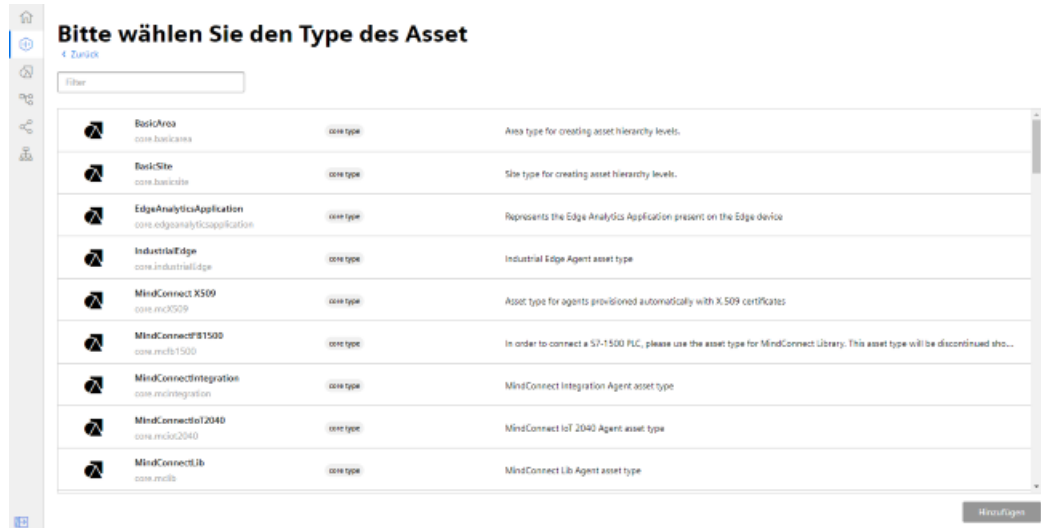 Bitte wählen Sie den Type des Asset
Zurück
Filter
BasicArea
core.basicarea
core type
Area type for creating asset hierarchy levels.
BasicSite
core.basicsite
core type
Site type for creating asset hierarchy levels.
EdgeAnalyticsApplication
core.edgeanalyticsapplication
core type
Represents the Edge Analytics Application present on the Edge device
IndustrialEdge
core.industrialEdge
core type
Industrial Edge Agent asset type
MindConnect X509
core.mcX509
core type
Asset type for agents provisioned automatically with X.509 certificates
MindConnectFB1500
core.mcfb1500
core type
In order to connect a S7-1500 PLC, please use the asset type for MindConnect Library. This asset type will be discontinued sho...
MindConnectIntegration
core.mcintegration
core type
MindConnect Integration Agent asset type
MindConnectIoT2040
core.mciot2040
core type
MindConnect IoT 2040 Agent asset type
MindConnectLib
core.mclib
core type
MindConnect Lib Agent asset type
Hinzufügen